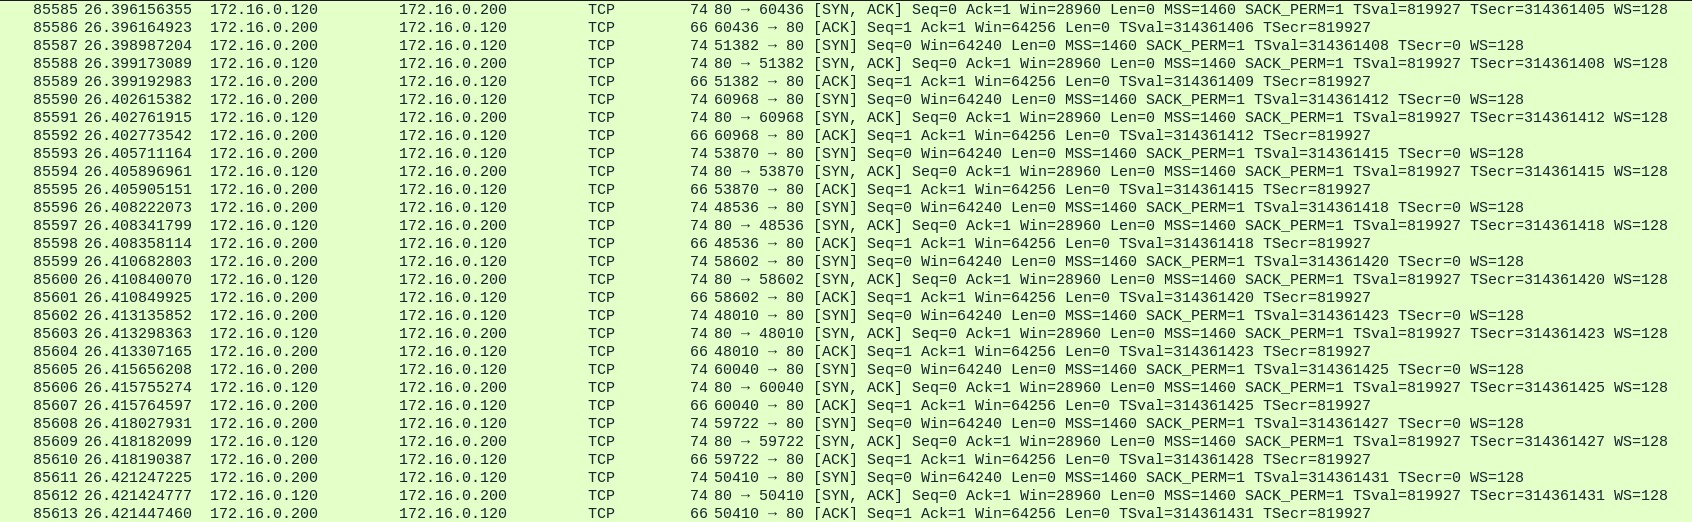 85585 26.396156355 172.16.0.120 172.16.0.200 TCP 74 80 → 60436 [SYN, ACK] Seq=0 Ack=1 Win=28960 Len=0 MSS=1460 SACK_PERM=1 TSval=819927 TSecr=314361405 WS=128
85586 26.396164923 172.16.0.200 172.16.0.120 TCP 66 60436 → 80 [ACK] Seq=1 Ack=1 Win=64256 Len=0 TSval=314361406 TSecr=819927
85587 26.398987204 172.16.0.200 172.16.0.120 TCP 74 51382 → 80 [SYN] Seq=0 Win=64240 Len=0 MSS=1460 SACK_PERM=1 TSval=314361408 TSecr=0 WS=128
85588 26.399173089 172.16.0.120 172.16.0.200 TCP 74 80 → 51382 [SYN, ACK] Seq=0 Ack=1 Win=28960 Len=0 MSS=1460 SACK_PERM=1 TSval=819927 TSecr=314361408 WS=128
85589 26.399192983 172.16.0.200 172.16.0.120 TCP 66 51382 → 80 [ACK] Seq=1 Ack=1 Win=64256 Len=0 TSval=314361409 TSecr=819927
85590 26.402615382 172.16.0.200 172.16.0.120 TCP 74 60968 → 80 [SYN] Seq=0 Win=64240 Len=0 MSS=1460 SACK_PERM=1 TSval=314361412 TSecr=0 WS=128
85591 26.402761915 172.16.0.120 172.16.0.200 TCP 74 80 → 60968 [SYN, ACK] Seq=0 Ack=1 Win=28960 Len=0 MSS=1460 SACK_PERM=1 TSval=819927 TSecr=314361412 WS=128
85592 26.402773542 172.16.0.200 172.16.0.120 TCP 66 60968 → 80 [ACK] Seq=1 Ack=1 Win=64256 Len=0 TSval=314361412 TSecr=819927
85593 26.405711164 172.16.0.200 172.16.0.120 TCP 74 53870 → 80 [SYN] Seq=0 Win=64240 Len=0 MSS=1460 SACK_PERM=1 TSval=314361415 TSecr=0 WS=128
85594 26.405896961 172.16.0.120 172.16.0.200 TCP 74 80 → 53870 [SYN, ACK] Seq=0 Ack=1 Win=28960 Len=0 MSS=1460 SACK_PERM=1 TSval=819927 TSecr=314361415 WS=128
85595 26.405905151 172.16.0.200 172.16.0.120 TCP 66 53870 → 80 [ACK] Seq=1 Ack=1 Win=64256 Len=0 TSval=314361415 TSecr=819927
85596 26.408222073 172.16.0.200 172.16.0.120 TCP 74 48536 → 80 [SYN] Seq=0 Win=64240 Len=0 MSS=1460 SACK_PERM=1 TSval=314361418 TSecr=0 WS=128
85597 26.408341799 172.16.0.120 172.16.0.200 TCP 74 80 → 48536 [SYN, ACK] Seq=0 Ack=1 Win=28960 Len=0 MSS=1460 SACK_PERM=1 TSval=819927 TSecr=314361418 WS=128
85598 26.408358114 172.16.0.200 172.16.0.120 TCP 66 48536 → 80 [ACK] Seq=1 Ack=1 Win=64256 Len=0 TSval=314361418 TSecr=819927
85599 26.410682803 172.16.0.200 172.16.0.120 TCP 74 58602 → 80 [SYN] Seq=0 Win=64240 Len=0 MSS=1460 SACK_PERM=1 TSval=314361420 TSecr=0 WS=128
85600 26.410840070 172.16.0.120 172.16.0.200 TCP 74 80 → 58602 [SYN, ACK] Seq=0 Ack=1 Win=28960 Len=0 MSS=1460 SACK_PERM=1 TSval=819927 TSecr=314361420 WS=128
85601 26.410849925 172.16.0.200 172.16.0.120 TCP 66 58602 → 80 [ACK] Seq=1 Ack=1 Win=64256 Len=0 TSval=314361420 TSecr=819927
85602 26.413135852 172.16.0.200 172.16.0.120 TCP 74 48010 → 80 [SYN] Seq=0 Win=64240 Len=0 MSS=1460 SACK_PERM=1 TSval=314361423 TSecr=0 WS=128
85603 26.413298363 172.16.0.120 172.16.0.200 TCP 74 80 → 48010 [SYN, ACK] Seq=0 Ack=1 Win=28960 Len=0 MSS=1460 SACK_PERM=1 TSval=819927 TSecr=314361423 WS=128
85604 26.413307165 172.16.0.200 172.16.0.120 TCP 66 48010 → 80 [ACK] Seq=1 Ack=1 Win=64256 Len=0 TSval=314361423 TSecr=819927
85605 26.415656208 172.16.0.200 172.16.0.120 TCP 74 60040 → 80 [SYN] Seq=0 Win=64240 Len=0 MSS=1460 SACK_PERM=1 TSval=314361425 TSecr=0 WS=128
85606 26.415755274 172.16.0.120 172.16.0.200 TCP 74 80 → 60040 [SYN, ACK] Seq=0 Ack=1 Win=28960 Len=0 MSS=1460 SACK_PERM=1 TSval=819927 TSecr=314361425 WS=128
85607 26.415764597 172.16.0.200 172.16.0.120 TCP 66 60040 → 80 [ACK] Seq=1 Ack=1 Win=64256 Len=0 TSval=314361425 TSecr=819927
85608 26.418027931 172.16.0.200 172.16.0.120 TCP 74 59722 → 80 [SYN] Seq=0 Win=64240 Len=0 MSS=1460 SACK_PERM=1 TSval=314361427 TSecr=0 WS=128
85609 26.418182099 172.16.0.120 172.16.0.200 TCP 74 80 → 59722 [SYN, ACK] Seq=0 Ack=1 Win=28960 Len=0 MSS=1460 SACK_PERM=1 TSval=819927 TSecr=314361427 WS=128
85610 26.418190387 172.16.0.200 172.16.0.120 TCP 66 59722 → 80 [ACK] Seq=1 Ack=1 Win=64256 Len=0 TSval=314361428 TSecr=819927
85611 26.421247225 172.16.0.200 172.16.0.120 TCP 74 50410 → 80 [SYN] Seq=0 Win=64240 Len=0 MSS=1460 SACK_PERM=1 TSval=314361431 TSecr=0 WS=128
85612 26.421424777 172.16.0.120 172.16.0.200 TCP 74 80 → 50410 [SYN, ACK] Seq=0 Ack=1 Win=28960 Len=0 MSS=1460 SACK_PERM=1 TSval=819927 TSecr=314361431 WS=128
85613 26.421447460 172.16.0.200 172.16.0.120 TCP 66 50410 → 80 [ACK] Seq=1 Ack=1 Win=64256 Len=0 TSval=314361431 TSecr=819927